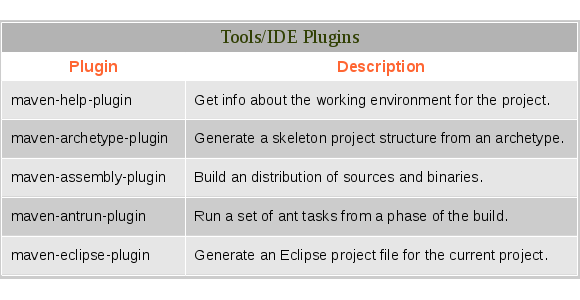 Tools/IDE Plugins
Plugin Description
maven-help-plugin Get info about the working environment for the project.
maven-archetype-plugin Generate a skeleton project structure from an archetype.
maven-assembly-plugin Build an distribution of sources and binaries.
maven-antrun-plugin Run a set of ant tasks from a phase of the build.
maven-eclipse-plugin Generate an Eclipse project file for the current project.